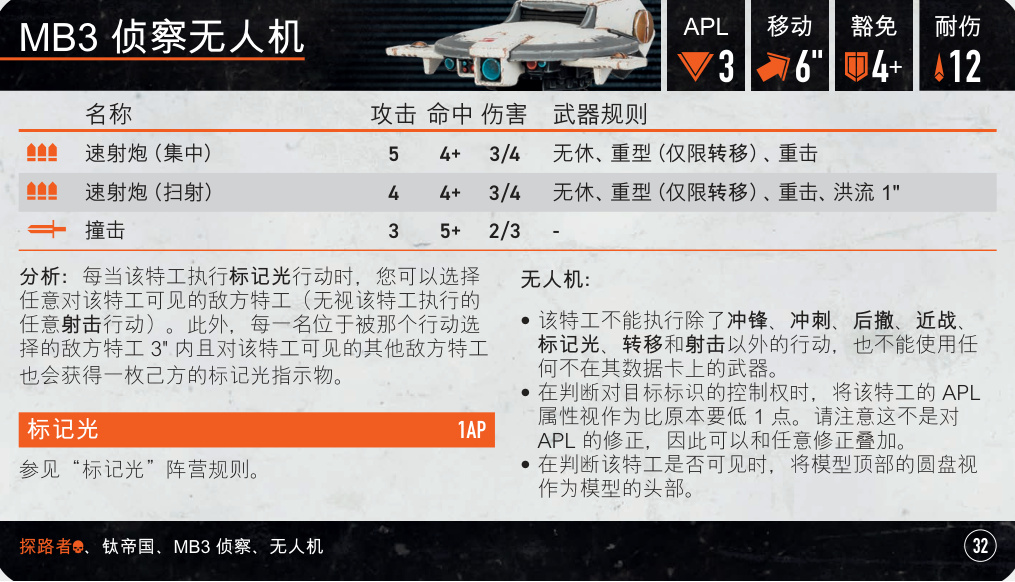 MB3 侦察无人机
APL 3
移动 6"
豁免 4+
耐伤 12
名称 攻击 命中 伤害 武器规则
速射炮（集中） 5 4+ 3/4 无休、重型（仅限转移）、重击
速射炮（扫射） 4 4+ 3/4 无休、重型（仅限转移）、重击、洪流 1"
撞击 3 5+ 2/3 -
分析：每当该特工执行标记光行动时，您可以选择
任意对该特工可见的敌方特工（无视该特工执行的
任意射击行动）。此外，每一名位于被那个行动选
择的敌方特工 3" 内且对该特工可见的其他敌方特工
也会获得一枚己方的标记光指示物。
标记光 1AP
参见“标记光”阵营规则。
无人机：
• 该特工不能执行除了冲锋、冲刺、后撤、近战、
标记光、转移和射击以外的行动，也不能使用任
何不在其数据卡上的武器。
• 在判断对目标标识的控制权时，将该特工的 APL
属性视作为比原本要低 1 点。请注意这不是对
APL 的修正，因此可以和任意修正叠加。
• 在判断该特工是否可见时，将模型顶部的圆盘视
作为模型的头部。
探路者、钛帝国、MB3 侦察、无人机
32